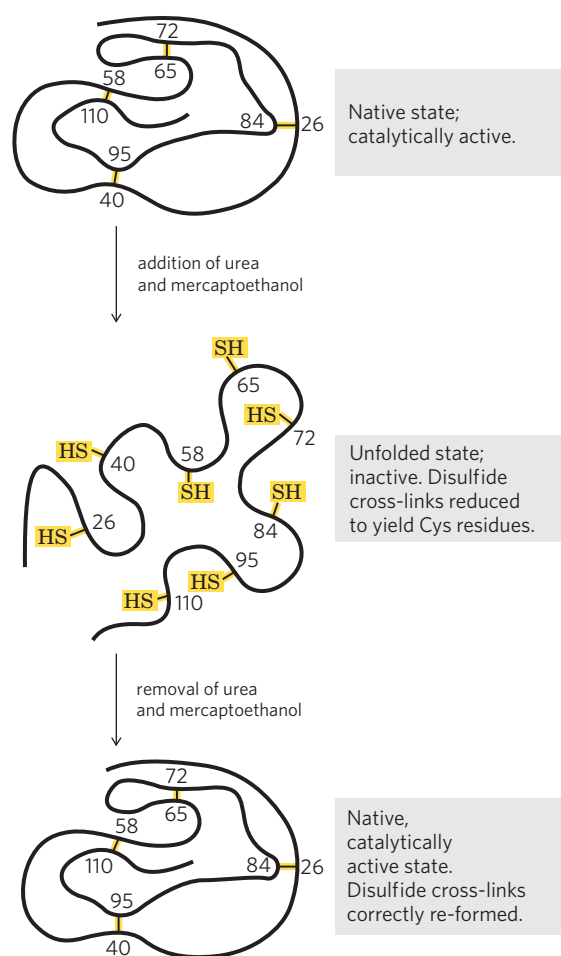 72
65
58
110
84
26
95
40
Native state;
catalytically active.
addition of urea
and mercaptoethanol
SH
65
HS
72
HS
40
58
SH
SH
84
26
HS
95
HS
HS
110
Unfolded state;
inactive. Disulfide
cross-links reduced
to yield Cys residues.
removal of urea
and mercaptoethanol
72
65
58
110
84
26
95
40
Native,
catalytically
active state.
Disulfide cross-links
correctly re-formed.